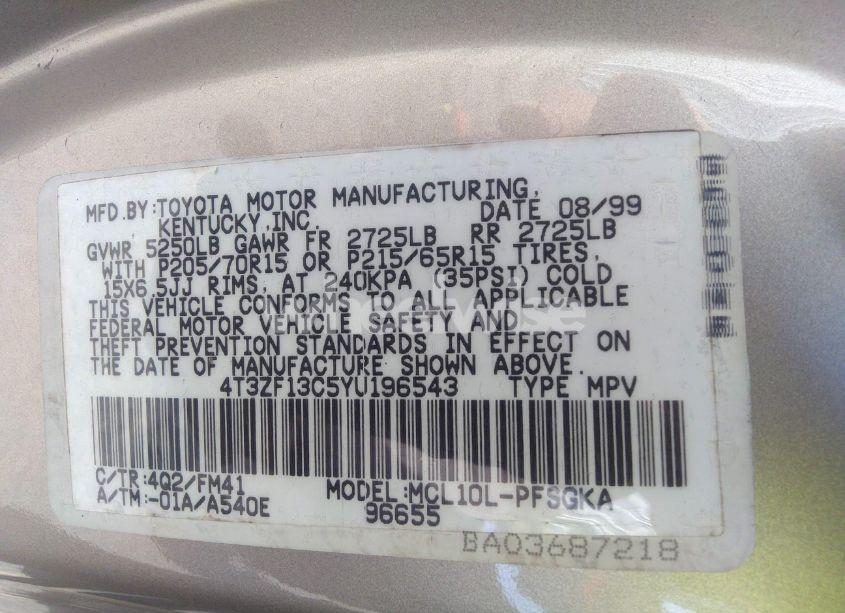 MFD.BY:TOYOTA MOTOR MANUFACTURING,
KENTUCKY,INC. DATE 08/99
GVWR 5250LB GAWR FR 2725LB RR 2725LB
WITH P205/70R15 OR P215/65R15 TIRES,
15X6.5JJ RIMS, AT 240KPA (35PSI) COLD
THIS VEHICLE CONFORMS TO ALL APPLICABLE
FEDERAL MOTOR VEHICLE SAFETY AND
THEFT PREVENTION STANDARDS IN EFFECT ON
THE DATE OF MANUFACTURE SHOWN ABOVE.
4T3ZF13C5YU196543 TYPE MPV
C/TR:4Q2/FM41 MODEL:MCL10L-PFSGKA
A/TM:-01A/A540E 96655
BA03687218